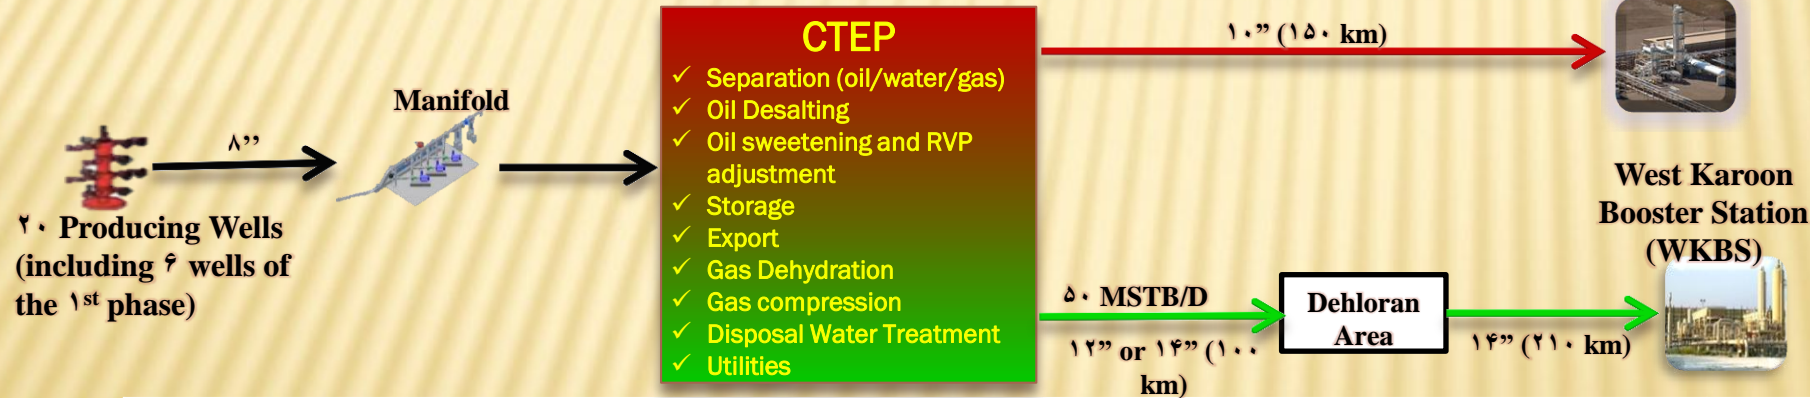 CTEP
✓ Separation (oil/water/gas)
✓ Oil Desalting
✓ Oil sweetening and RVP
adjustment
✓ Storage
✓ Export
✓ Gas Dehydration
✓ Gas compression
✓ Disposal Water Treatment
✓ Utilities
Manifold
۸’’
۲۰ Producing Wells
(including ۶ wells of
the ۱st phase)
۱۰” (۱۵۰ km)
West Karoon
Booster Station
(WKBS)
۵۰ MSTB/D
۱۲” or ۱۴” (۱۰۰
km)
Dehloran
Area
۱۴” (۲۱۰ km)